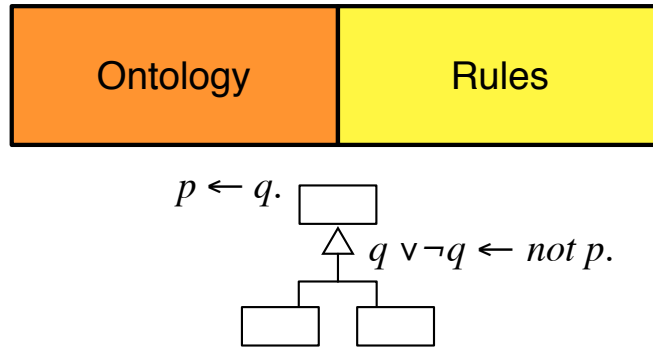 Ontology
Rules
p ← q.
q ∨ ¬q ← not p.